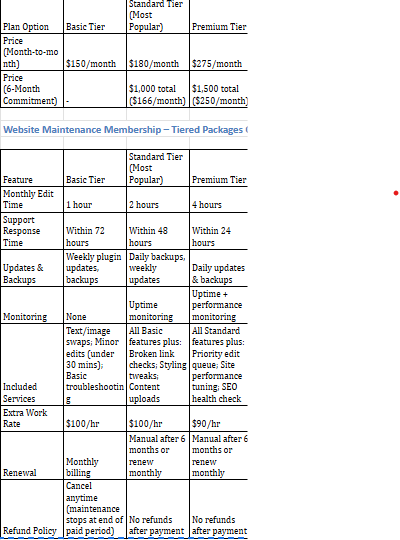 Plan Option Basic Tier Standard Tier (Most Popular) Premium Tier
Price (Month-to-mo nth) $150/month $180/month $275/month
Price (6-Month Commitment) - $1,000 total ($166/month) $1,500 total ($250/month)
Website Maintenance Membership – Tiered Packages
Feature Basic Tier Standard Tier (Most Popular) Premium Tier
Monthly Edit Time 1 hour 2 hours 4 hours
Support Response Time Within 72 hours Within 48 hours Within 24 hours
Updates & Backups Weekly plugin updates, backups Daily backups, weekly updates Daily updates & backups
Monitoring None Uptime monitoring Uptime + performance monitoring
Included Services Text/image swaps; Minor edits (under 30 mins); Basic troubleshootin g All Basic features plus: Broken link checks; Styling tweaks; Content uploads All Standard features plus: Priority edit queue; Site performance tuning; SEO health check
Extra Work Rate $100/hr $100/hr $90/hr
Renewal Monthly billing Manual after 6 months or renew monthly Manual after 6 months or renew monthly
Refund Policy Cancel anytime (maintenance stops at end of paid period) No refunds after payment No refunds after payment